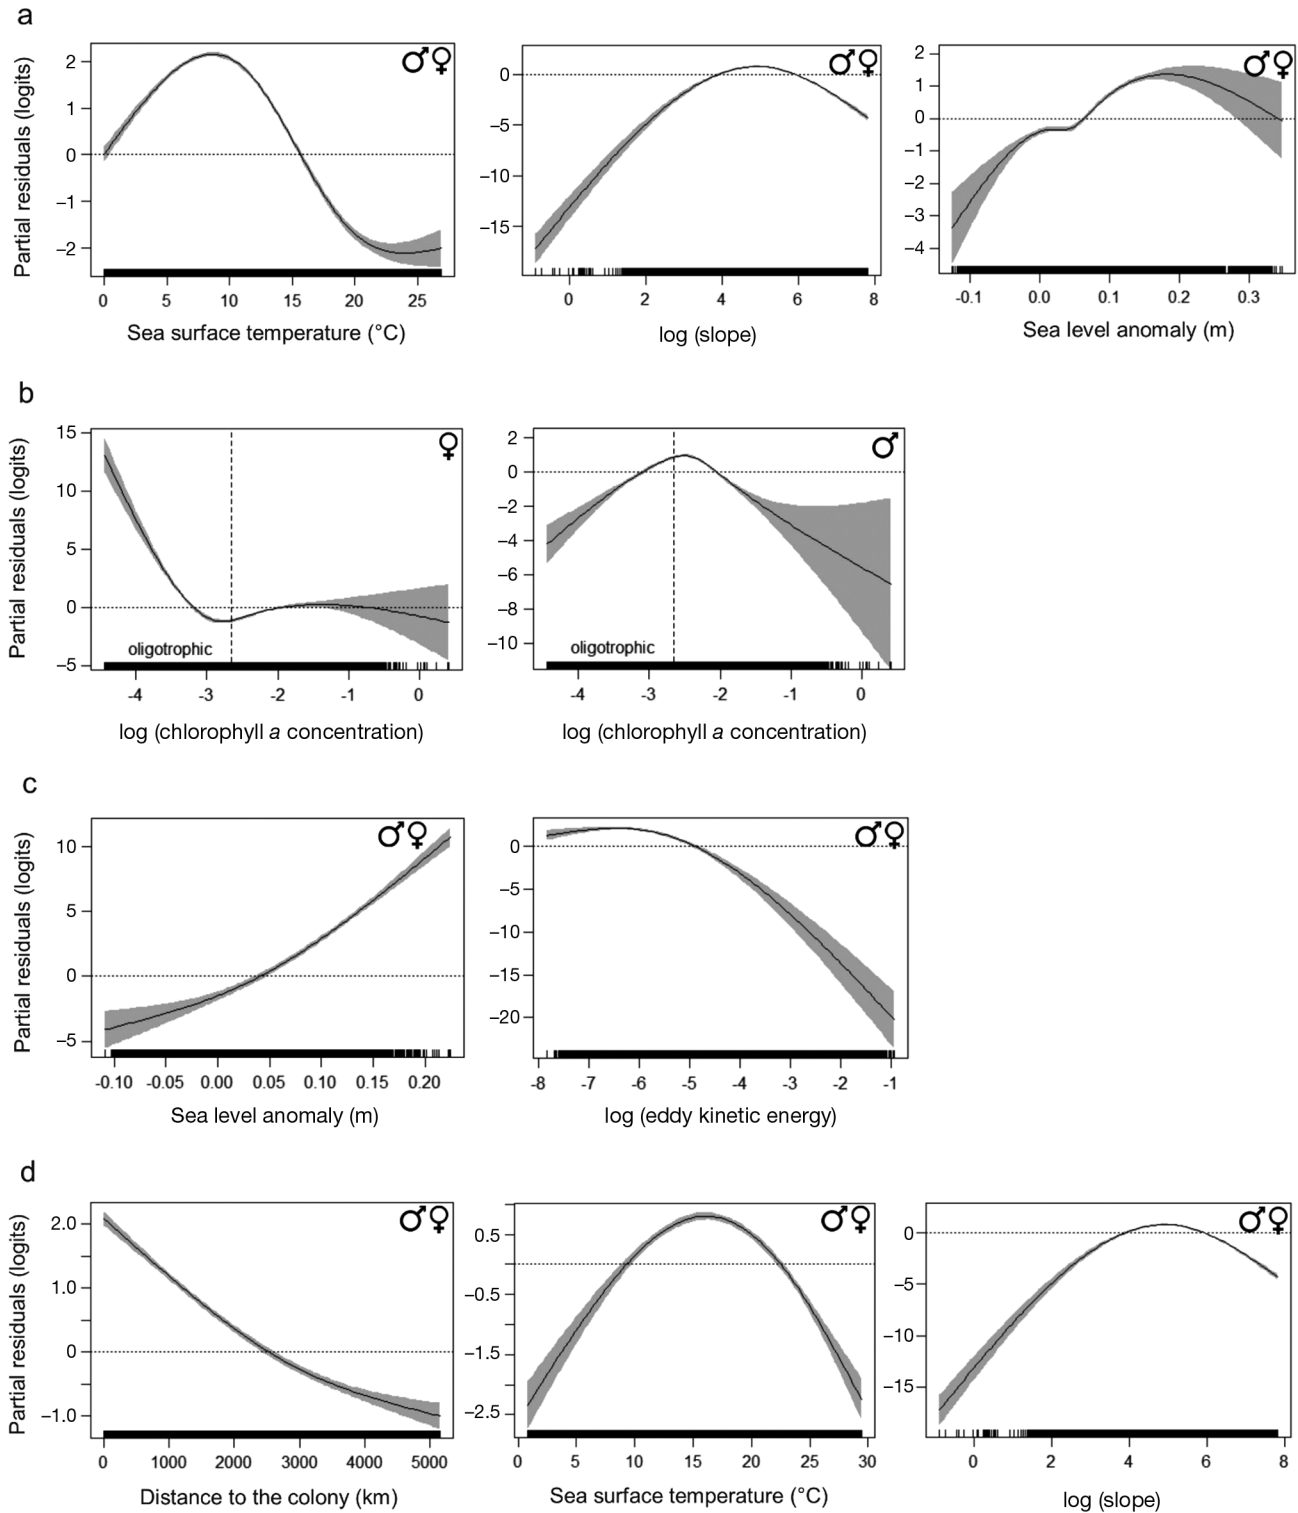 a
Partial residuals (logits)
2
1
0
−1
−2
♂♀
0 5 10 15 20 25
Sea surface temperature (°C)
0
−5
−10
−15
♂♀
0 2 4 6 8
log (slope)
2
1
0
−1
−2
−3
−4
♂♀
-0.1 0.0 0.1 0.2 0.3
Sea level anomaly (m)
b
Partial residuals (logits)
15
10
5
0
−5
♀
oligotrophic
-4 -3 -2 -1 0
log (chlorophyll a concentration)
2
0
−2
−4
−6
−8
−10
♂
oligotrophic
-4 -3 -2 -1 0
log (chlorophyll a concentration)
c
Partial residuals (logits)
10
5
0
−5
♂♀
-0.10 -0.05 0.00 0.05 0.10 0.15 0.20
Sea level anomaly (m)
0
−5
−10
−15
−20
♂♀
-8 -7 -6 -5 -4 -3 -2 -1
log (eddy kinetic energy)
d
Partial residuals (logits)
2.0
1.0
0
−1.0
♂♀
0 1000 2000 3000 4000 5000
Distance to the colony (km)
0.5
−0.5
−1.5
−2.5
♂♀
0 5 10 15 20 25 30
Sea surface temperature (°C)
0
−5
−10
−15
♂♀
0 2 4 6 8
log (slope)